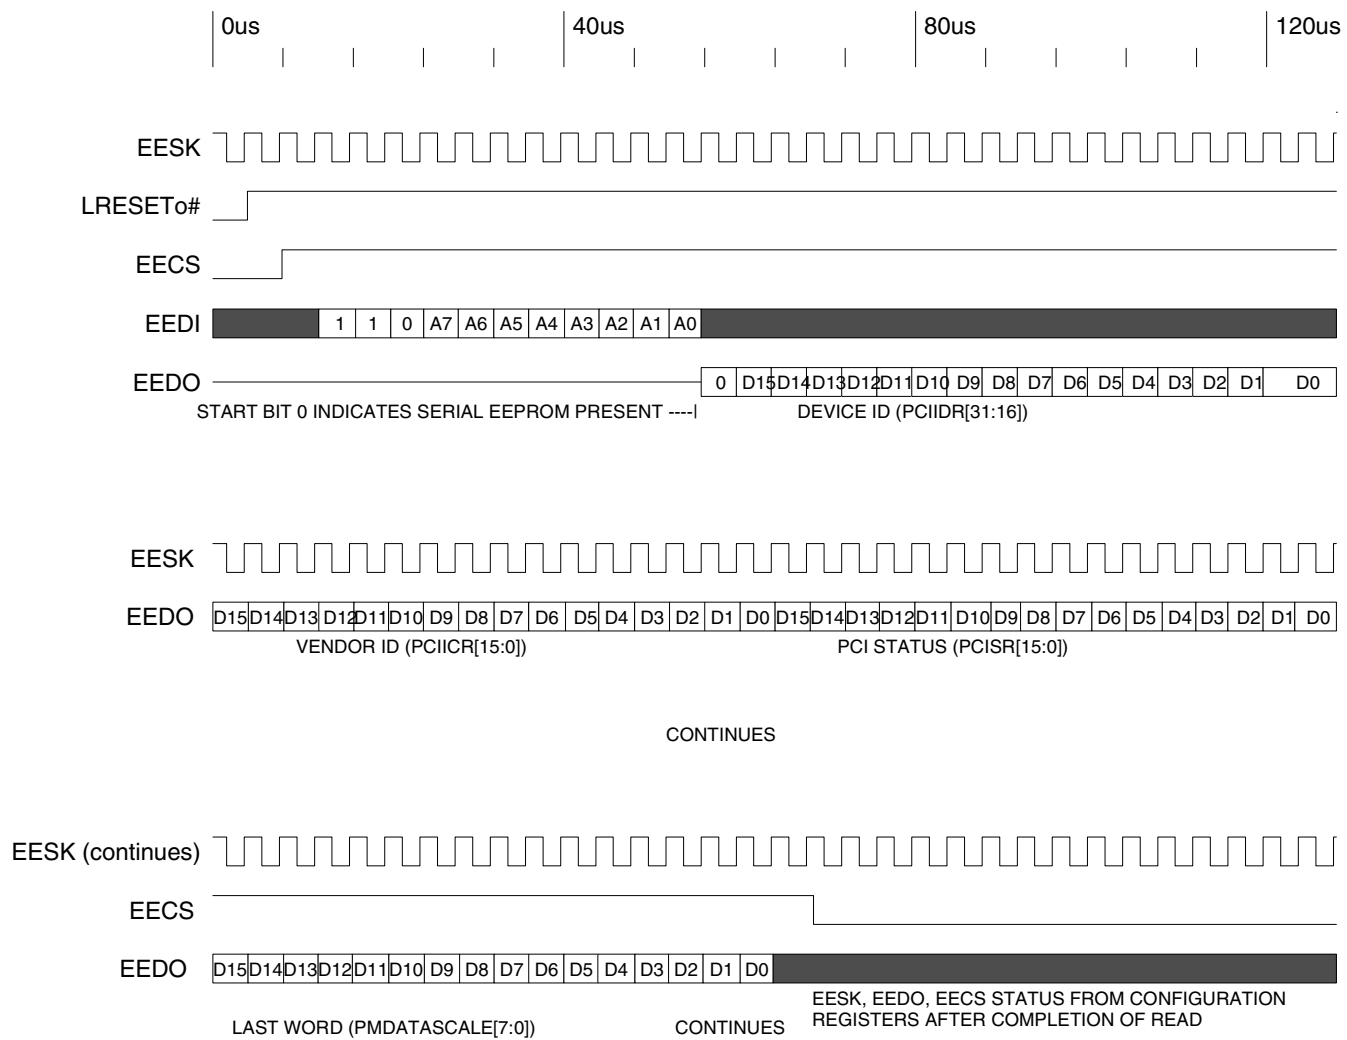 0us 40us 80us 120us
EESK
LRESETo#
EECS
EEDI 1 1 0 A7 A6 A5 A4 A3 A2 A1 A0
EEDO 0 D15 D14 D13 D12 D11 D10 D9 D8 D7 D6 D5 D4 D3 D2 D1 D0
START BIT 0 INDICATES SERIAL EEPROM PRESENT ----| DEVICE ID (PCIIDR[31:16])
EESK
EEDO D15 D14 D13 D12 D11 D10 D9 D8 D7 D6 D5 D4 D3 D2 D1 D0 D15 D14 D13 D12 D11 D10 D9 D8 D7 D6 D5 D4 D3 D2 D1 D0
VENDOR ID (PCIICR[15:0]) PCI STATUS (PCISR[15:0])
CONTINUES
EESK (continues)
EECS
EEDO D15 D14 D13 D12 D11 D10 D9 D8 D7 D6 D5 D4 D3 D2 D1 D0
EESK, EEDO, EECS STATUS FROM CONFIGURATION
REGISTERS AFTER COMPLETION OF READ
LAST WORD (PMDATASCALE[7:0]) CONTINUES